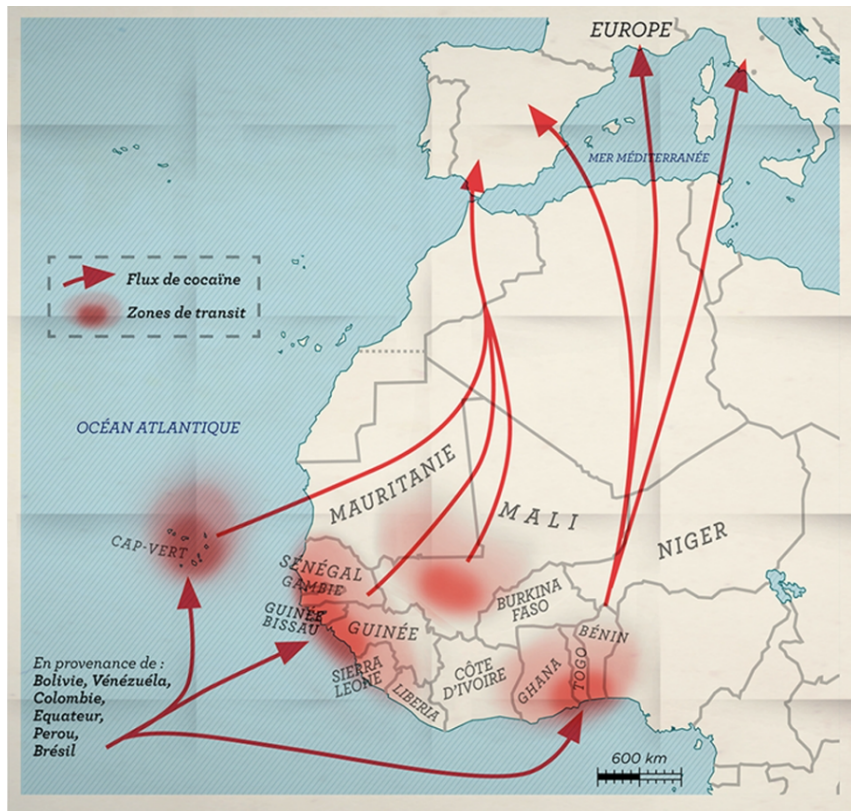 EUROPE
MER MÉDITERRANÉE
Flux de cocaïne
Zones de transit
OCÉAN ATLANTIQUE
MAURITANIE
MALI
NIGER
CAP-VERT
SÉNÉGAL
GAMBIE
GUINÉE
BISSAU
GUINÉE
BURKINA
FASO
BÉNIN
SIERRA
LEONE
LIBERIA
CÔTE
D'IVOIRE
GHANA
TOGO
En provenance de :
Bolivie, Vénézuéla,
Colombie,
Equateur,
Perou,
Brésil
600 km